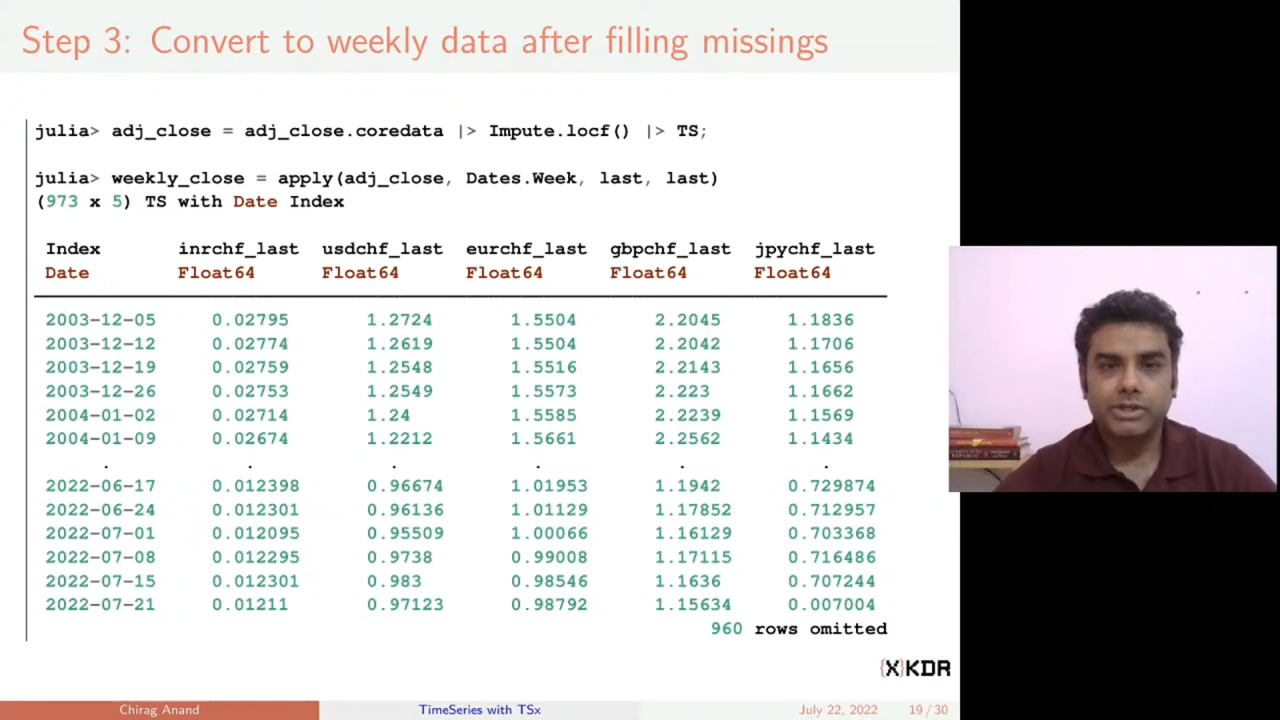 Step 3: Convert to weekly data after filling missings
julia> adj_close = adj_close.coredata |> Impute.locf() |> TS;
julia> weekly_close = apply(adj_close, Dates.Week, last, last)
(973 x 5) TS with Date Index
Index inrchf_last usdchf_last eurchf_last gbpchf_last jpychf_last
Date Float64 Float64 Float64 Float64 Float64
2003-12-05 0.02795 1.2724 1.5504 2.2045 1.1836
2003-12-12 0.02774 1.2619 1.5504 2.2042 1.1706
2003-12-19 0.02759 1.2548 1.5516 2.2143 1.1656
2003-12-26 0.02753 1.2549 1.5573 2.223 1.1662
2004-01-02 0.02714 1.24 1.5585 2.2239 1.1569
2004-01-09 0.02674 1.2212 1.5661 2.2562 1.1434
. . . . . .
2022-06-17 0.012398 0.96674 1.01953 1.1942 0.729874
2022-06-24 0.012301 0.96136 1.01129 1.17852 0.712957
2022-07-01 0.012095 0.95509 1.00066 1.16129 0.703368
2022-07-08 0.012295 0.9738 0.99008 1.17115 0.716486
2022-07-15 0.012301 0.983 0.98546 1.1636 0.707244
2022-07-21 0.01211 0.97123 0.98792 1.15634 0.007004
960 rows omitted
{X}KDR
Chirag Anand TimeSeries with TSx July 22, 2022 19 / 30